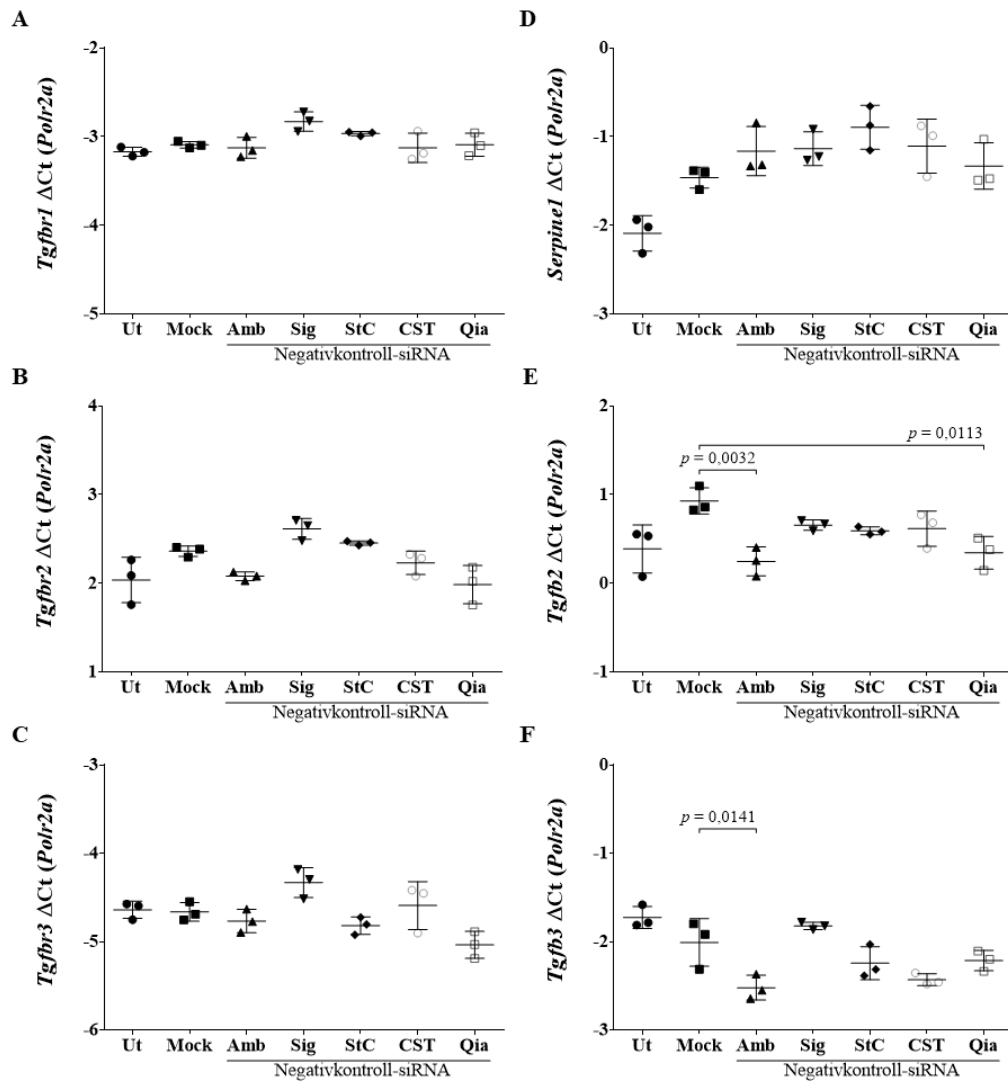 A
Tgfbr1 ΔCt (Polr2a)
-2
-3
-4
-5
Ut Mock Amb Sig StC CST Qia
Negativkontroll-siRNA
B
Tgfbr2 ΔCt (Polr2a)
4
3
2
1
Ut Mock Amb Sig StC CST Qia
Negativkontroll-siRNA
C
Tgfbr3 ΔCt (Polr2a)
-3
-4
-5
-6
Ut Mock Amb Sig StC CST Qia
Negativkontroll-siRNA
D
Serpine1 ΔCt (Polr2a)
0
-1
-2
-3
Ut Mock Amb Sig StC CST Qia
Negativkontroll-siRNA
E
Tgfb2 ΔCt (Polr2a)
2
1
0
-1
p = 0,0113
p = 0,0032
Ut Mock Amb Sig StC CST Qia
Negativkontroll-siRNA
F
Tgfb3 ΔCt (Polr2a)
0
-1
-2
-3
p = 0,0141
Ut Mock Amb Sig StC CST Qia
Negativkontroll-siRNA